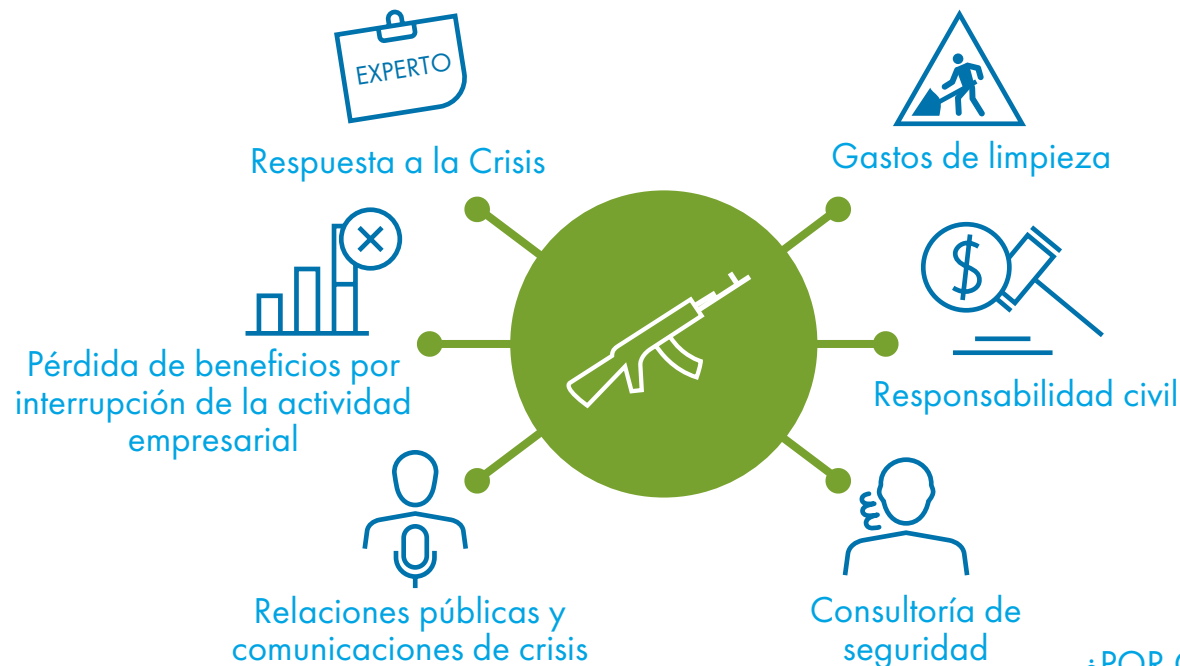 EXPERTO
Respuesta a la Crisis
Gastos de limpieza
Pérdida de beneficios por
interrupción de la actividad
empresarial
Responsabilidad civil
Relaciones públicas y
comunicaciones de crisis
Consultoría de
seguridad
¿POR